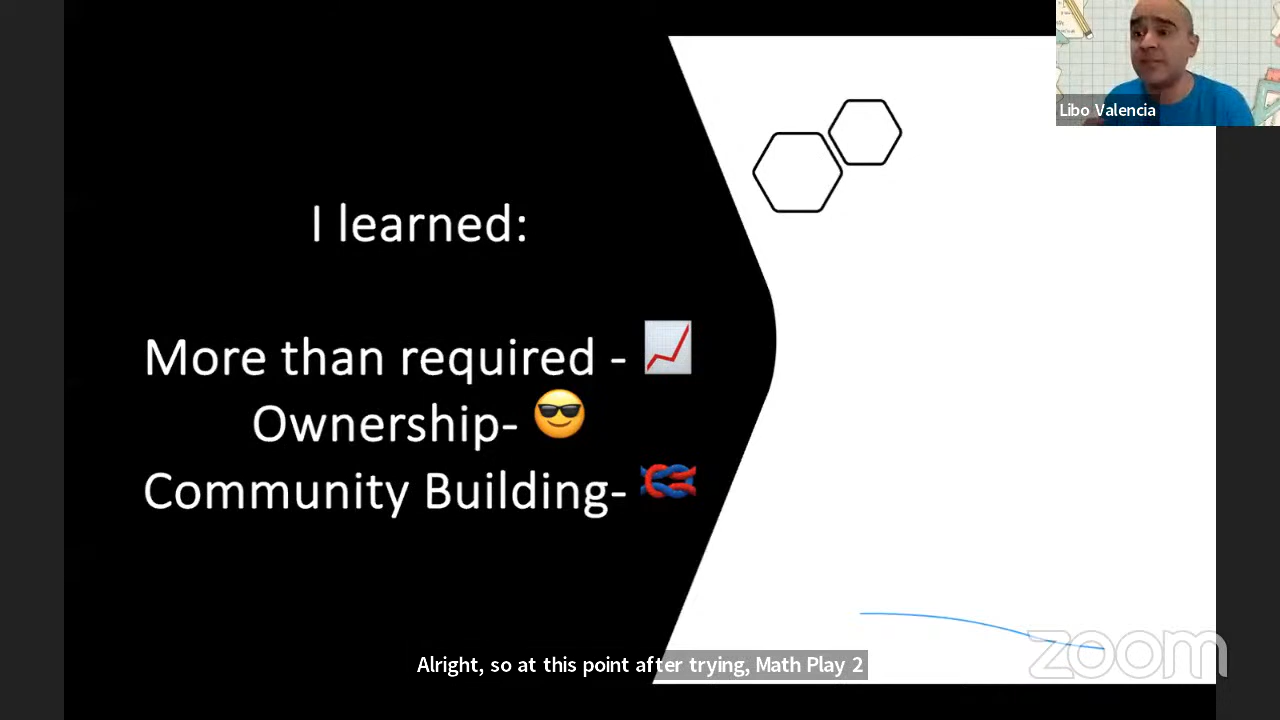 Libo Valencia
I learned:
More than required - 📈
Ownership- 😎
Community Building- 🪢
Alright, so at this point after trying, Math Play 2
zoom